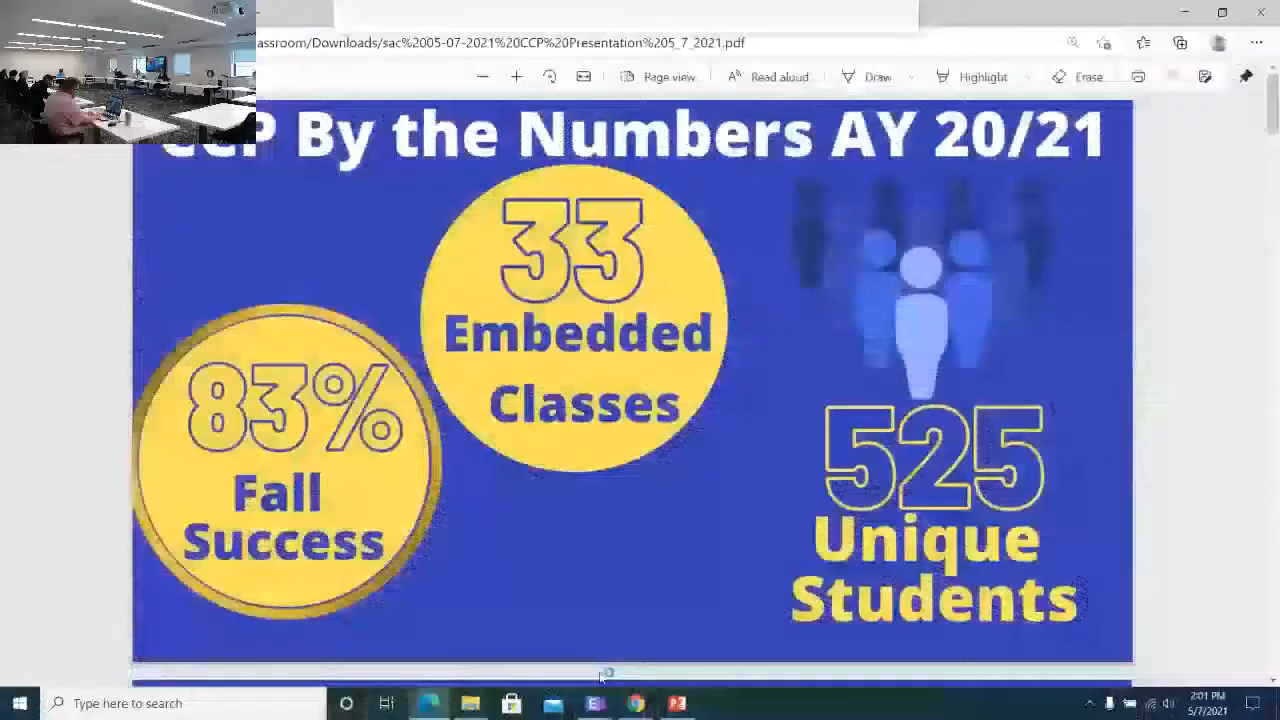 assroom/Downloads/sac%2005-07-2021%20CCP%20Presentation%205_7_2021.pdf
Page view
Read aloud
Draw
Highlight
Erase
CCP By the Numbers AY 20/21
33
Embedded
Classes
83%
Fall
Success
525
Unique
Students
Type here to search
2:01 PM
5/7/2021